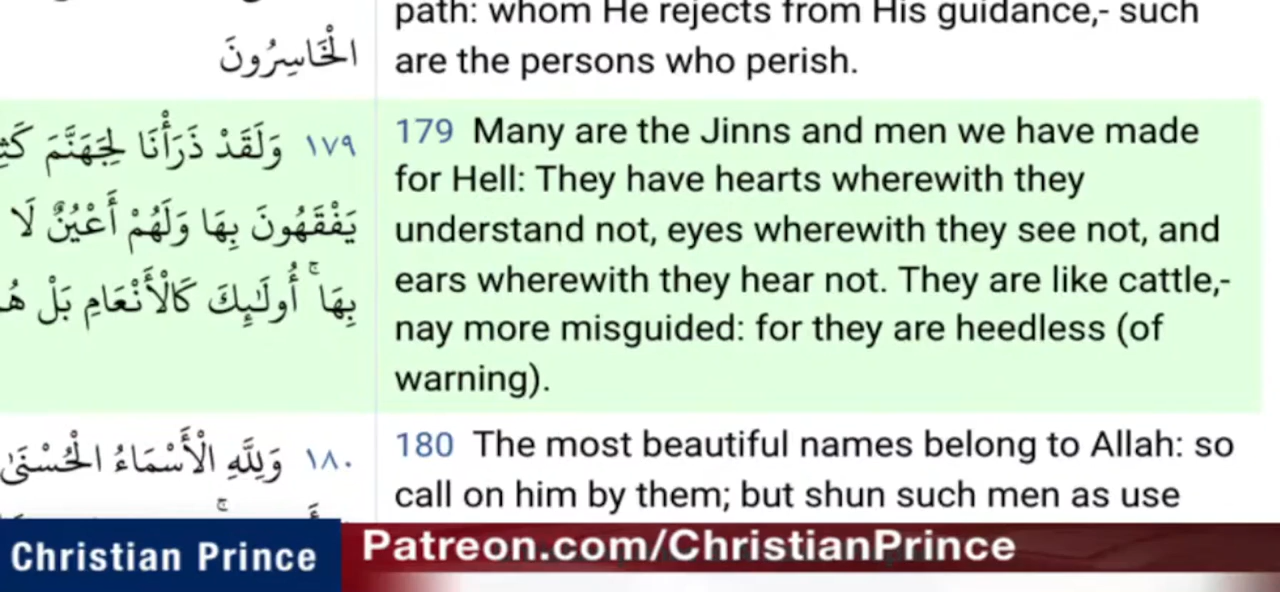 path: whom He rejects from His guidance,- such
are the persons who perish.
الْخَاسِرُونَ
179 Many are the Jinns and men we have made
for Hell: They have hearts wherewith they
understand not, eyes wherewith they see not, and
ears wherewith they hear not. They are like cattle,-
nay more misguided: for they are heedless (of
warning).
١٧٩ وَلَقَدْ ذَرَأْنَا لِجَهَنَّمَ
يَفْقَهُونَ بِهَا وَلَهُمْ أَعْيُنٌ لَا
بِهَا ۚ أُولَٰئِكَ كَالْأَنْعَامِ بَلْ
180 The most beautiful names belong to Allah: so
call on him by them; but shun such men as use
١٨٠ وَلِلَّهِ الْأَسْمَاءُ الْحُسْنَىٰ
Christian Prince
Patreon.com/ChristianPrince